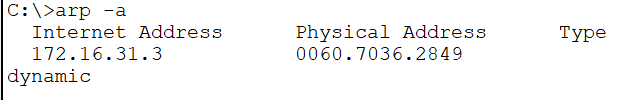 C:\>arp -a
Internet Address Physical Address Type
172.16.31.3 0060.7036.2849
dynamic